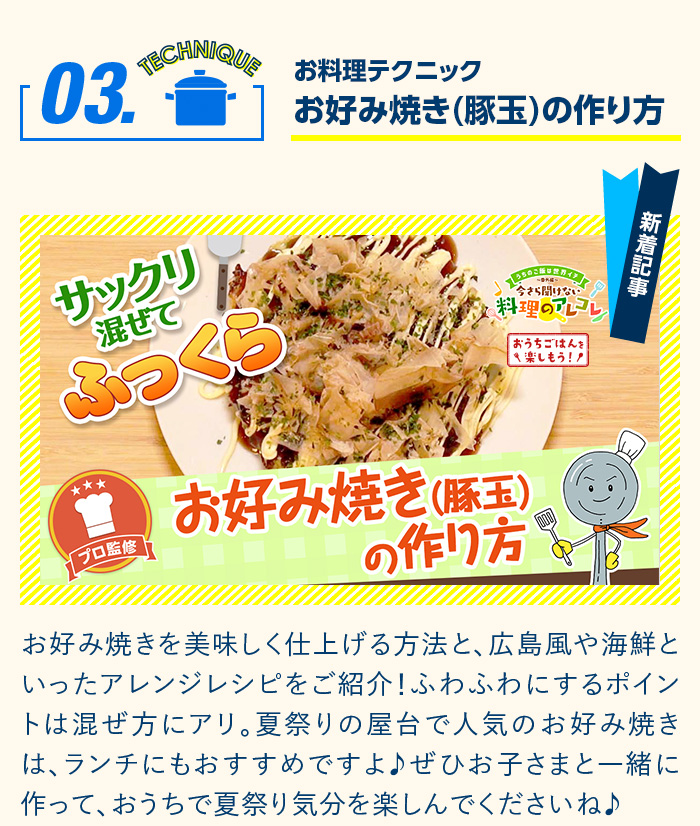 TECHNIQUE
03.
お料理テクニック
お好み焼き(豚玉)の作り方
新着記事
サックリ
混ぜて
ふっくら
うちのご飯は世界イチ
〜番外編〜
今さら聞けない
料理のアレコレ
おうちごはんを
楽しもう!
プロ監修
お好み焼き(豚玉)
の作り方
お好み焼きを美味しく仕上げる方法と、広島風や海鮮と
いったアレンジレシピをご紹介!ふわふわにするポイン
トは混ぜ方にアリ。夏祭りの屋台で人気のお好み焼き
は、ランチにもおすすめですよ♪ぜひお子さまと一緒に
作って、おうちで夏祭り気分を楽しんでくださいね♪